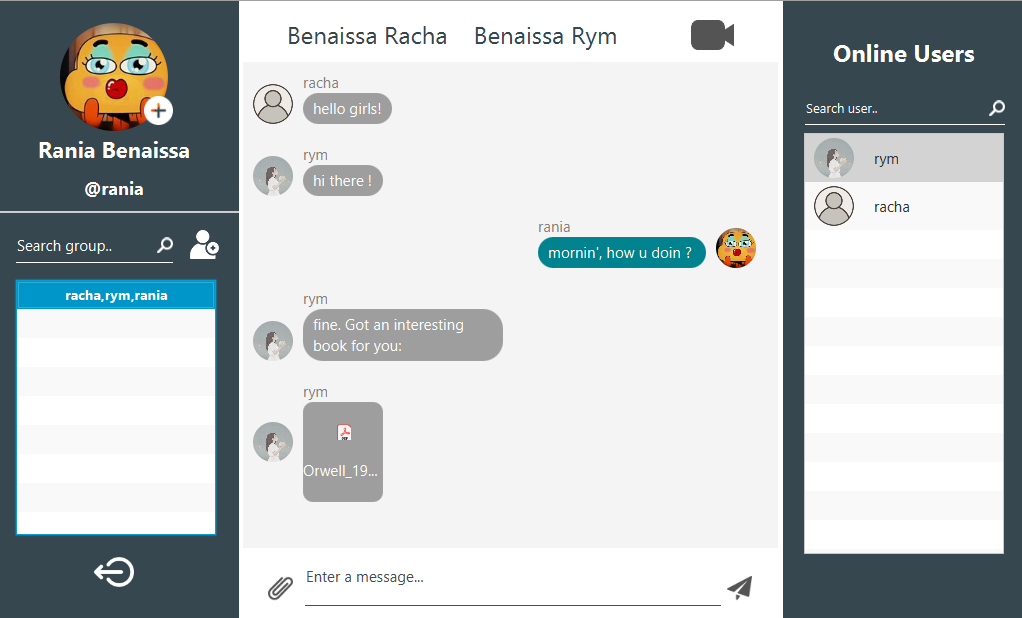 Rania Benaissa
@rania
Search group..
racha,rym,rania
Benaissa Racha Benaissa Rym
racha
hello girls!
rym
hi there !
rania
mornin', how u doin ?
rym
fine. Got an interesting
book for you:
rym
Orwell_19...
Enter a message...
Online Users
Search user..
rym
racha